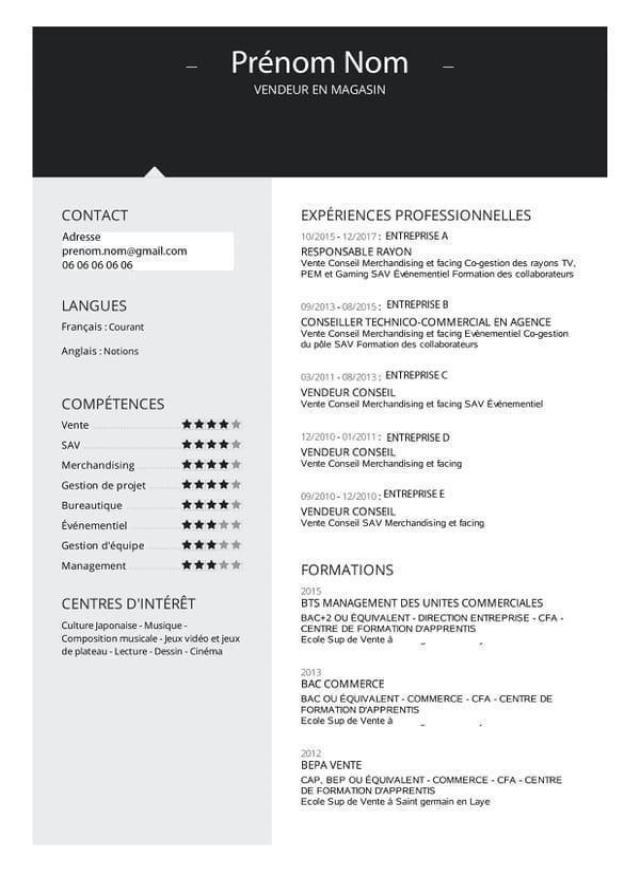 Prénom Nom
VENDEUR EN MAGASIN
CONTACT
Adresse
prenom.nom@gmail.com
06 06 06 06 06
LANGUES
Français : Courant
Anglais : Notions
COMPÉTENCES
Vente
SAV
Merchandising
Gestion de projet
Bureautique
Événementiel
Gestion d'équipe
Management
CENTRES D'INTÉRÊT
Culture Japonaise - Musique -
Composition musicale - Jeux vidéo et jeux
de plateau - Lecture - Dessin - Cinéma
EXPÉRIENCES PROFESSIONNELLES
10/2015 - 12/2017 : ENTREPRISE A
RESPONSABLE RAYON
Vente Conseil Merchandising et facing Co-gestion des rayons TV,
PEM et Gaming SAV Événementiel Formation des collaborateurs
09/2013 - 08/2015 : ENTREPRISE B
CONSEILLER TECHNICO-COMMERCIAL EN AGENCE
Vente Conseil Merchandising et facing Evènementiel Co-gestion
du pôle SAV Formation des collaborateurs
03/2011 - 08/2013 : ENTREPRISE C
VENDEUR CONSEIL
Vente Conseil Merchandising et facing SAV Événementiel
12/2010 - 01/2011 : ENTREPRISE D
VENDEUR CONSEIL
Vente Conseil Merchandising et facing
09/2010 - 12/2010 : ENTREPRISE E
VENDEUR CONSEIL
Vente Conseil SAV Merchandising et facing
FORMATIONS
2015
BTS MANAGEMENT DES UNITES COMMERCIALES
BAC+2 OU ÉQUIVALENT - DIRECTION ENTREPRISE - CFA -
CENTRE DE FORMATION D'APPRENTIS
Ecole Sup de Vente à
2013
BAC COMMERCE
BAC OU ÉQUIVALENT - COMMERCE - CFA - CENTRE DE
FORMATION D'APPRENTIS
Ecole Sup de Vente à
2012
BEPA VENTE
CAP, BEP OU ÉQUIVALENT - COMMERCE - CFA - CENTRE
DE FORMATION D'APPRENTIS
Ecole Sup de Vente à Saint germain en Laye